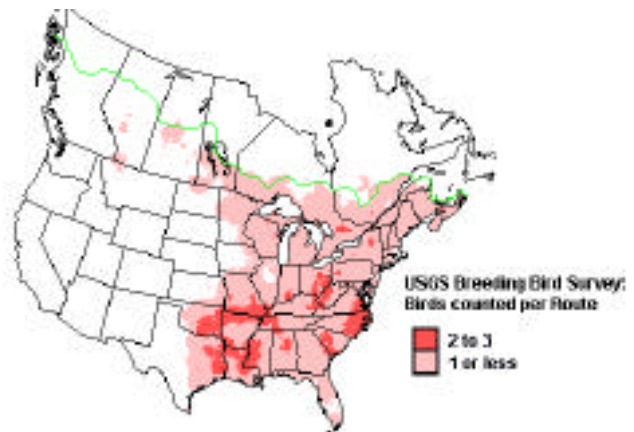 USGS Breeding Bird Survey:
Birds counted per Route
2 to 3
1 or less